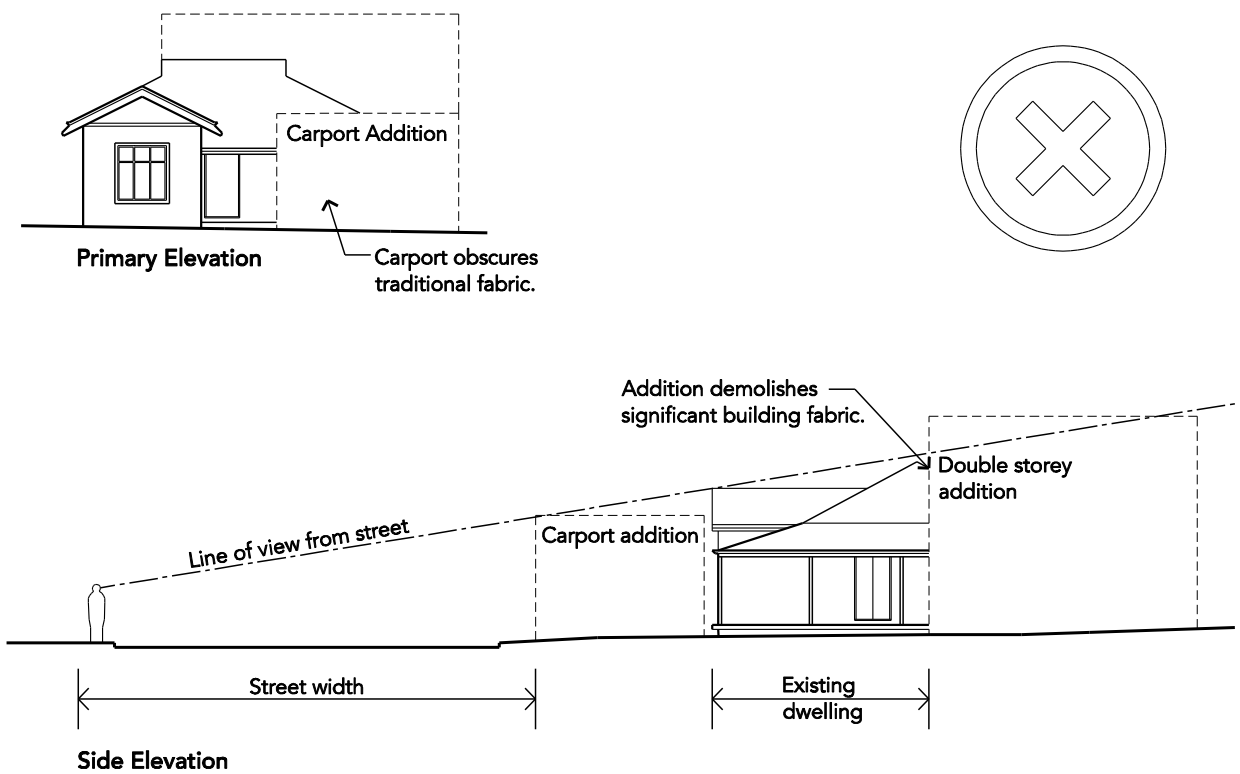 Carport Addition
Primary Elevation
Carport obscures
traditional fabric.
Addition demolishes
significant building fabric.
Double storey
addition
Line of view from street
Carport addition
Street width
Existing
dwelling
Side Elevation